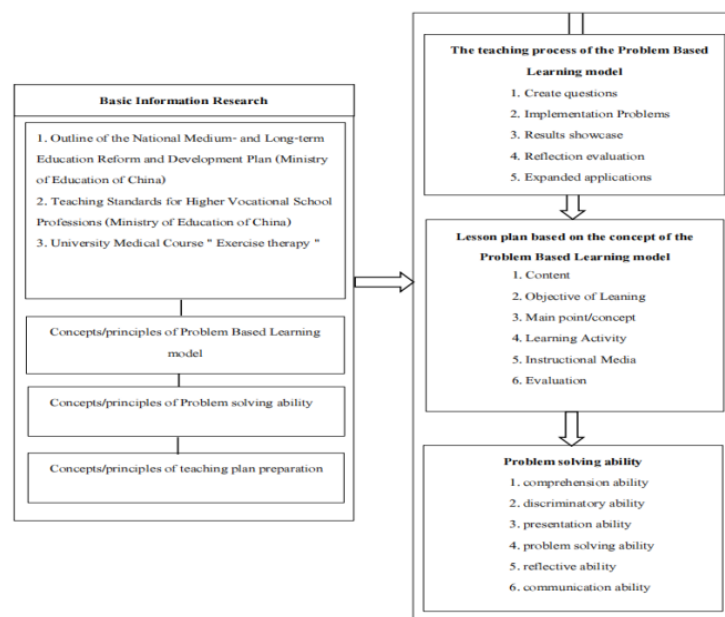 Basic Information Research
1. Outline of the National Medium- and Long-term
Education Reform and Development Plan (Ministry
of Education of China)
2. Teaching Standards for Higher Vocational School
Professions (Ministry of Education of China)
3. University Medical Course " Exercise therapy "
Concepts/principles of Problem Based Learning
model
Concepts/principles of Problem solving ability
Concepts/principles of teaching plan preparation
The teaching process of the Problem Based
Learning model
1. Create questions
2. Implementation Problems
3. Results showcase
4. Reflection evaluation
5. Expanded applications
Lesson plan based on the concept of the
Problem Based Learning model
1. Content
2. Objective of Leaning
3. Main point/concept
4. Learning Activity
5. Instructional Media
6. Evaluation
Problem solving ability
1. comprehension ability
2. discriminatory ability
3. presentation ability
4. problem solving ability
5. reflective ability
6. communication ability